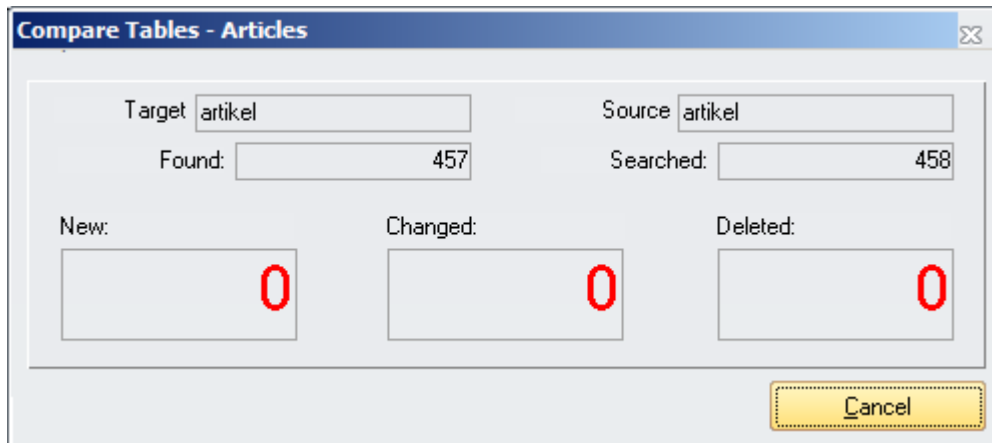 Compare Tables - Articles
Target artikel Source artikel
Found: 457 Searched: 458
New: Changed: Deleted:
0 0 0
Cancel